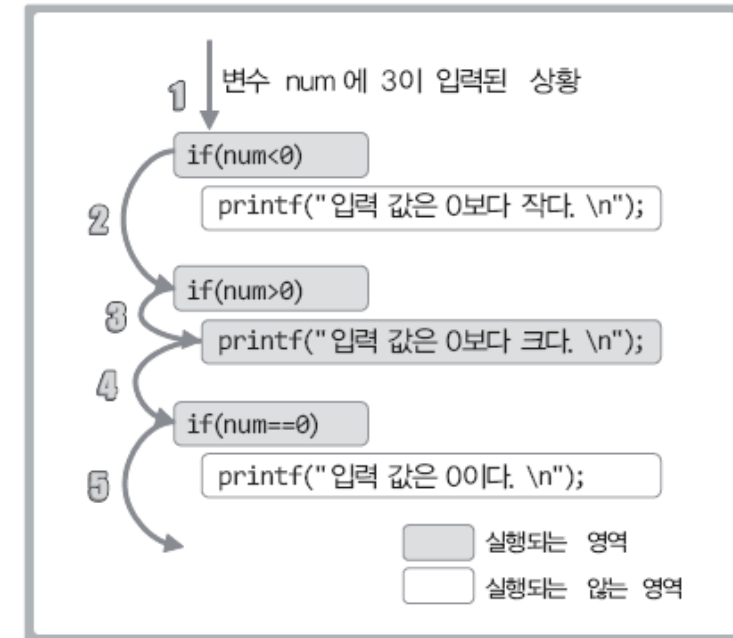 1 변수 num 에 3이 입력된 상황
if(num<0)
printf("입력 값은 0보다 작다. \n");
2
if(num>0)
3
printf("입력 값은 0보다 크다. \n");
4
if(num==0)
printf("입력 값은 0이다. \n");
5
실행되는 영역
실행되는 않는 영역